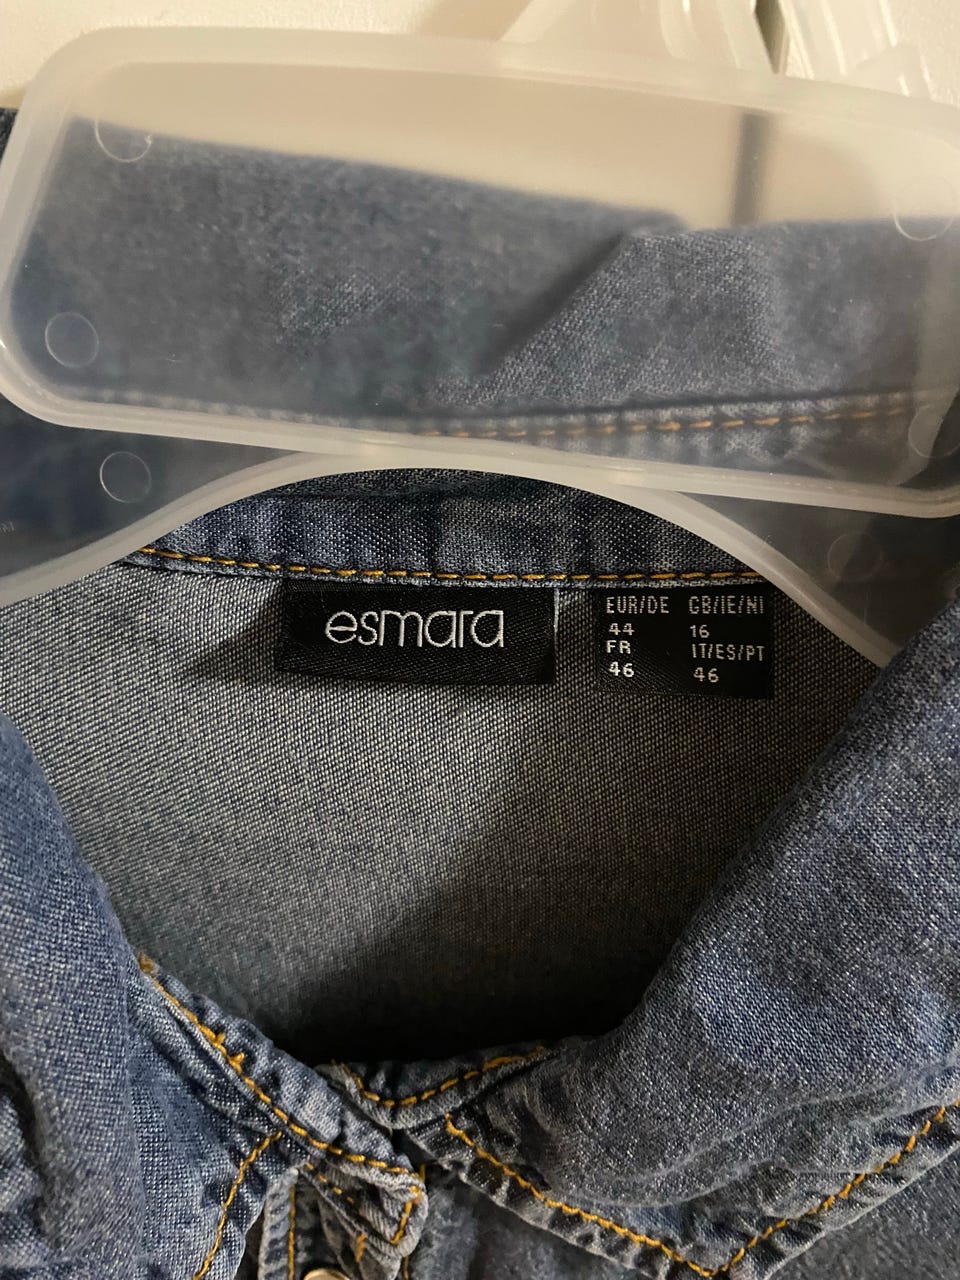 esmara
EUR/DE GB/IE/NI
44 16
FR IT/ES/PT
46 46